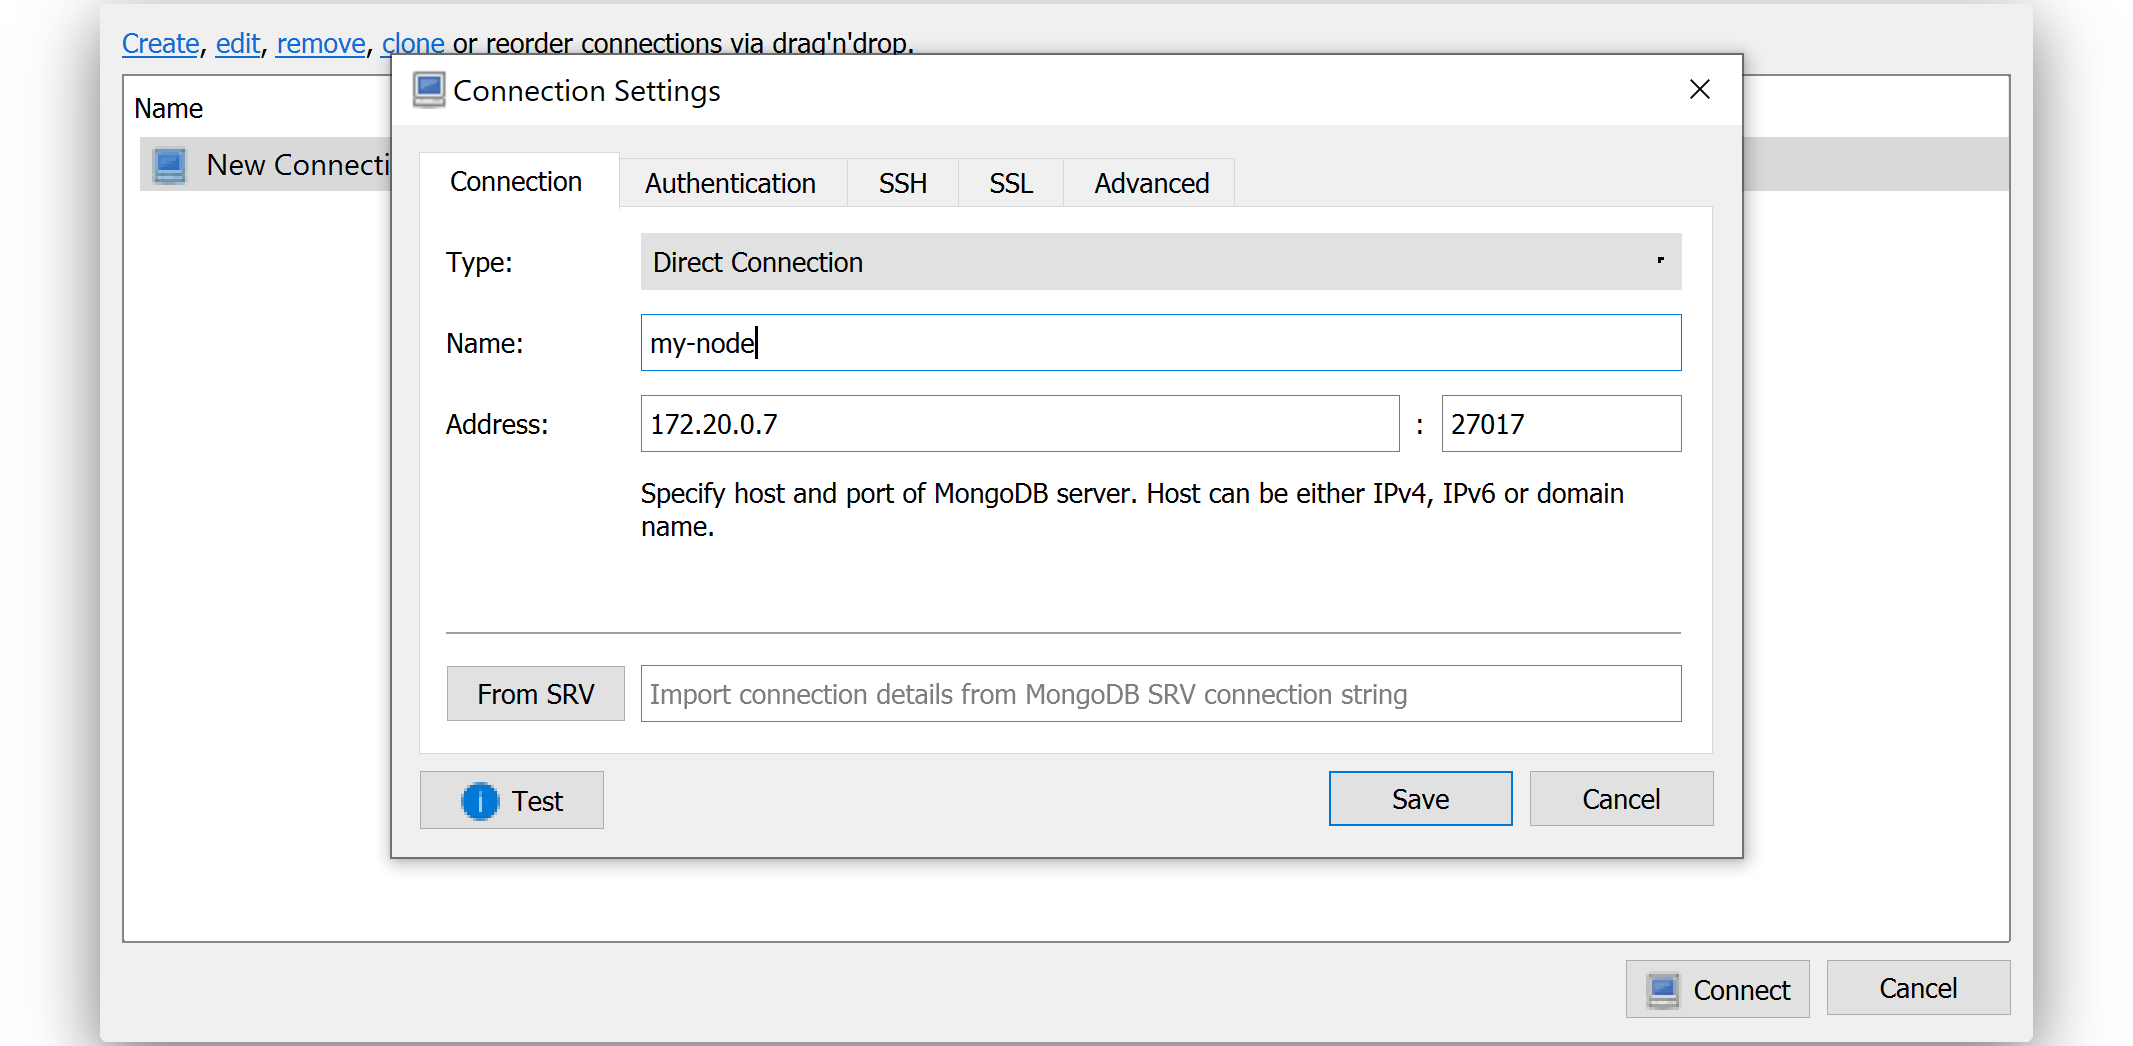 Create, edit, remove, clone or reorder connections via drag'n'drop.
Connection Settings
Name
New Connecti
Connection
Authentication
SSH
SSL
Advanced
Type:
Direct Connection
Name:
my-node
Address:
172.20.0.7
:
27017
Specify host and port of MongoDB server. Host can be either IPv4, IPv6 or domain
name.
From SRV
Import connection details from MongoDB SRV connection string
Test
Save
Cancel
Connect
Cancel